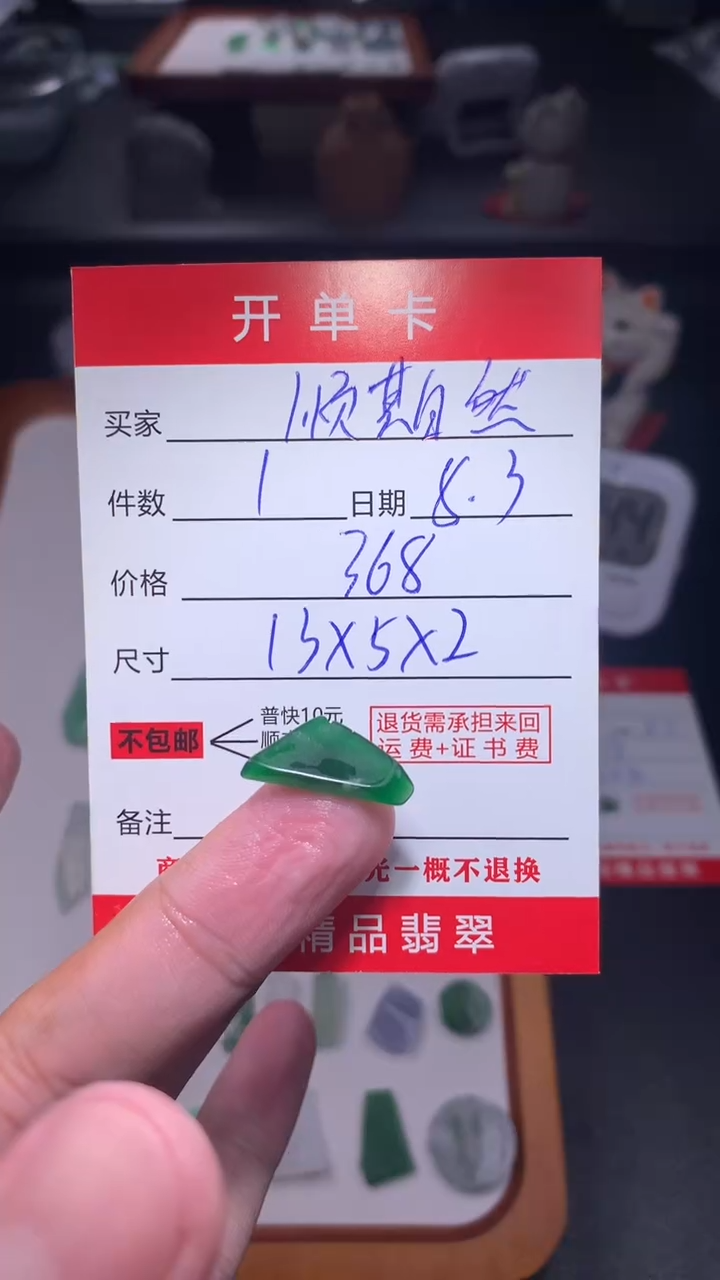 开单卡
买家 顺其自然
件数 1 日期 8.3
价格 368
尺寸 13X5X2
不包邮
普快10元
顺
退货需承担来回
运费+证书费
备注
一概不退换
精品翡翠